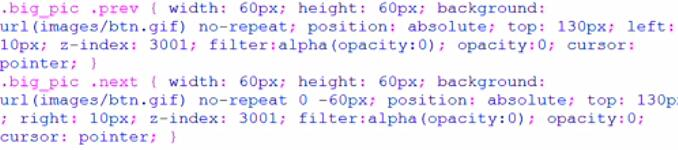 .big_pic .prev { width: 60px; height: 60px; background:
url(images/btn.gif) no-repeat; position: absolute; top: 130px; left:
10px; z-index: 3001; filter:alpha(opacity:0); opacity:0; cursor:
pointer; }
.big_pic .next { width: 60px; height: 60px; background:
url(images/btn.gif) no-repeat 0 -60px; position: absolute; top: 130p
; right: 10px; z-index: 3001; filter:alpha(opacity:0); opacity:0;
cursor: pointer; }